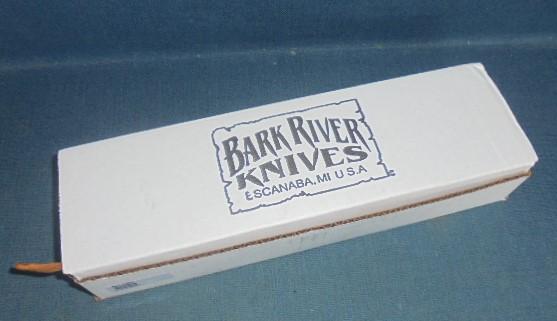 BARK RIVER
KNIVES
ESCANABA, MI U.S.A